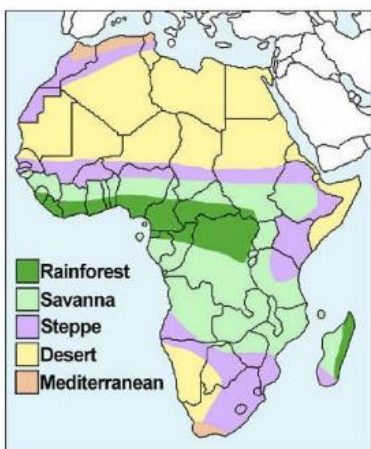 Rainforest
Savanna
Steppe
Desert
Mediterranean